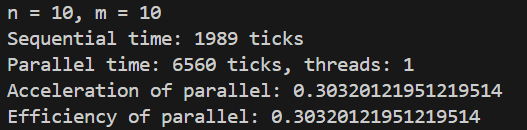 n = 10, m = 10
Sequential time: 1989 ticks
Parallel time: 6560 ticks, threads: 1
Acceleration of parallel: 0.30320121951219514
Efficiency of parallel: 0.30320121951219514